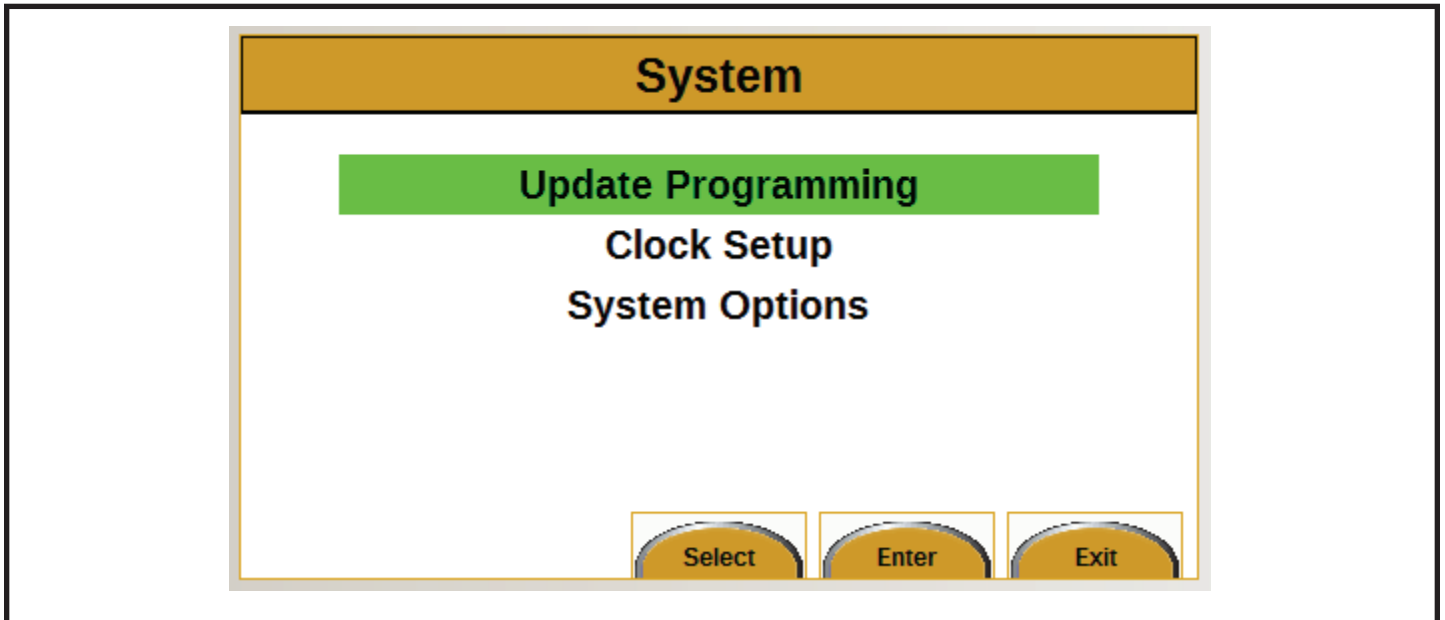 System
Update Programming
Clock Setup
System Options
Select Enter Exit